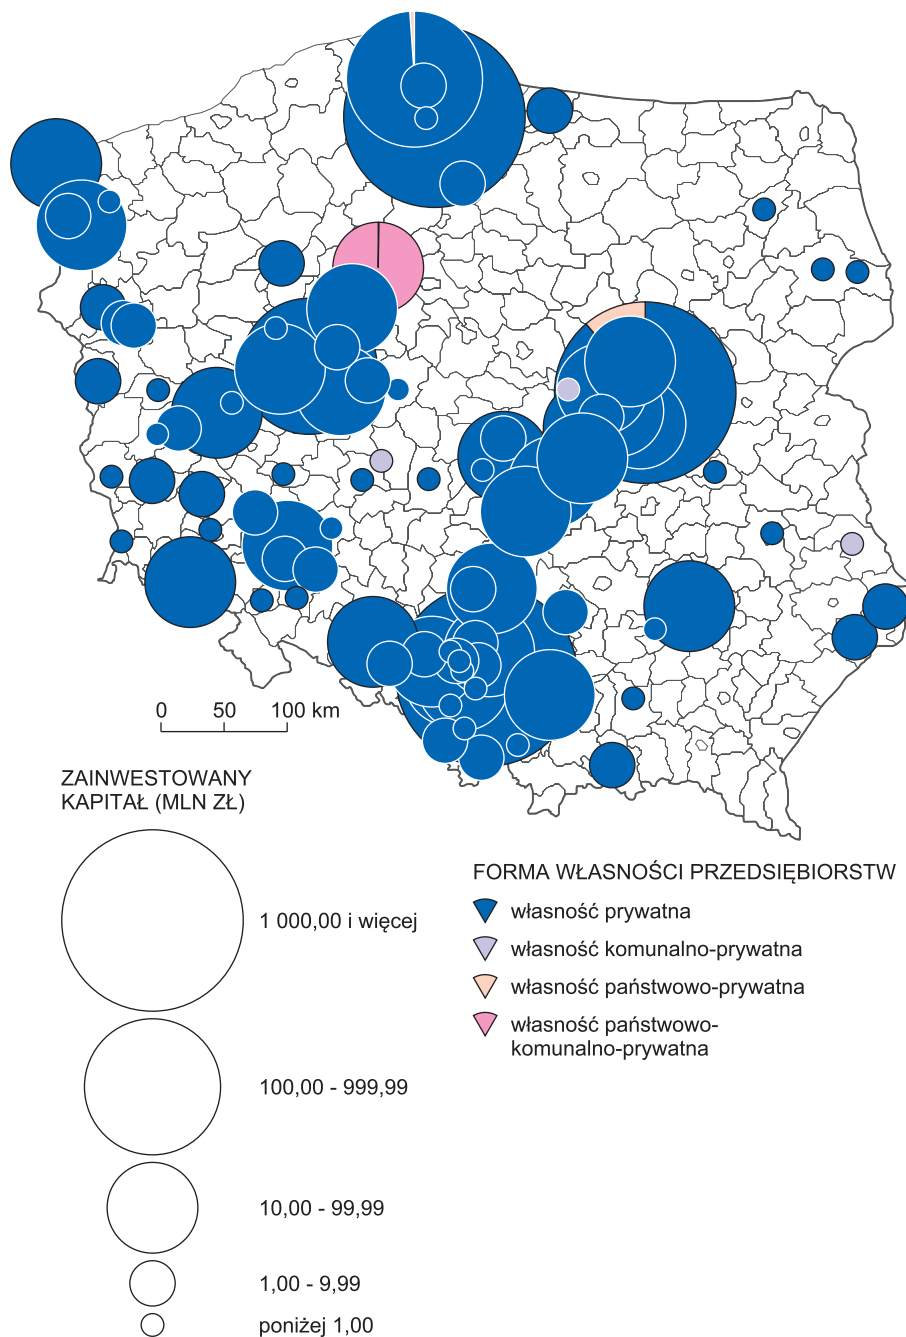 0 50 100 km
ZAINWESTOWANY
KAPITAŁ (MLN ZŁ)
1 000,00 i więcej
100,00 - 999,99
10,00 - 99,99
1,00 - 9,99
poniżej 1,00
FORMA WŁASNOŚCI PRZEDSIĘBIORSTW
własność prywatna
własność komunalno-prywatna
własność państwowo-prywatna
własność państwowo-
komunalno-prywatna